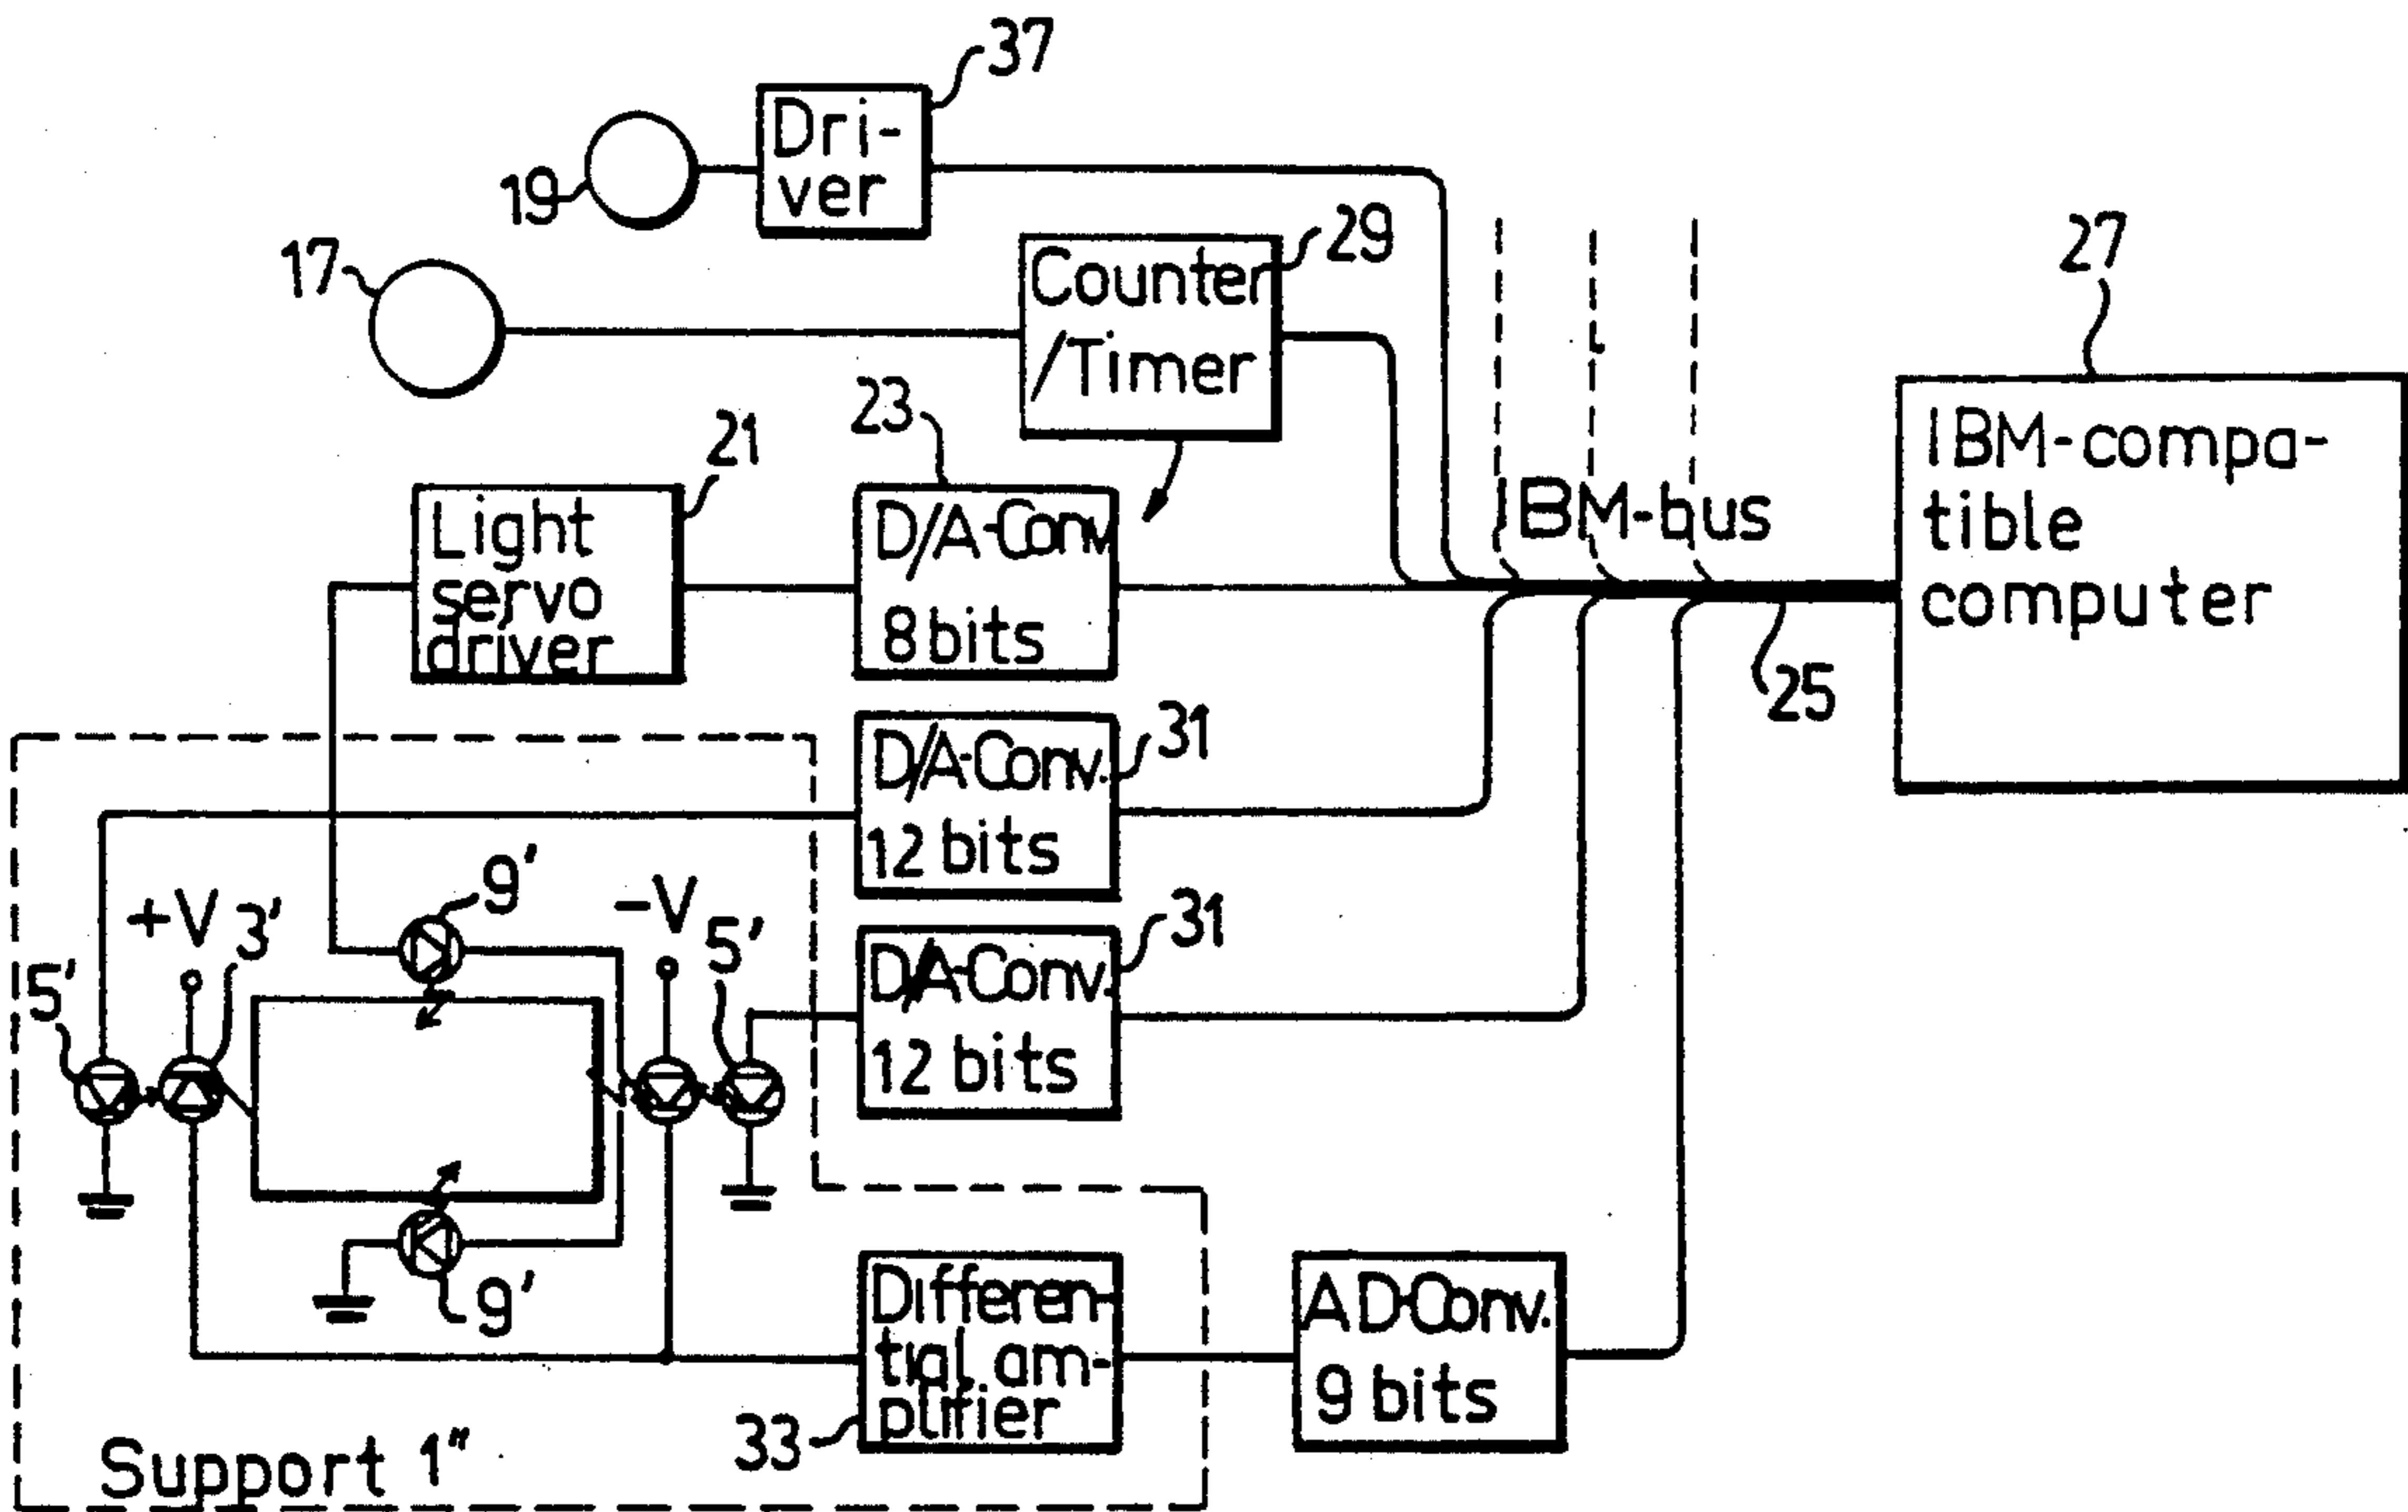 37
Dri-
ver
19
17
Counter
/Timer
29
27
IBM-compa-
tible
computer
21
Light
servo
driver
23
D/A-Conv
8 bits
IBM-bus
25
D/A-Conv.
12 bits
31
D/A-Conv.
12 bits
31
+V
3'
5'
9'
-V
5'
9'
Differen-
tial am-
plifier
33
AD-Conv.
9 bits
Support 1"